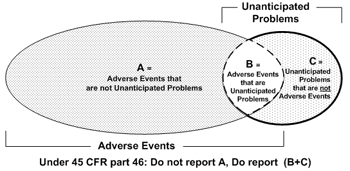 Unanticipated
Problems
A =
Adverse Events that
are not Unanticipated Problems
B =
Adverse Events
that are
Unanticipated
Problems
C =
Unanticipated
Problems
that are not
Adverse Events
Adverse Events
Under 45 CFR part 46: Do not report A, Do report (B+C)